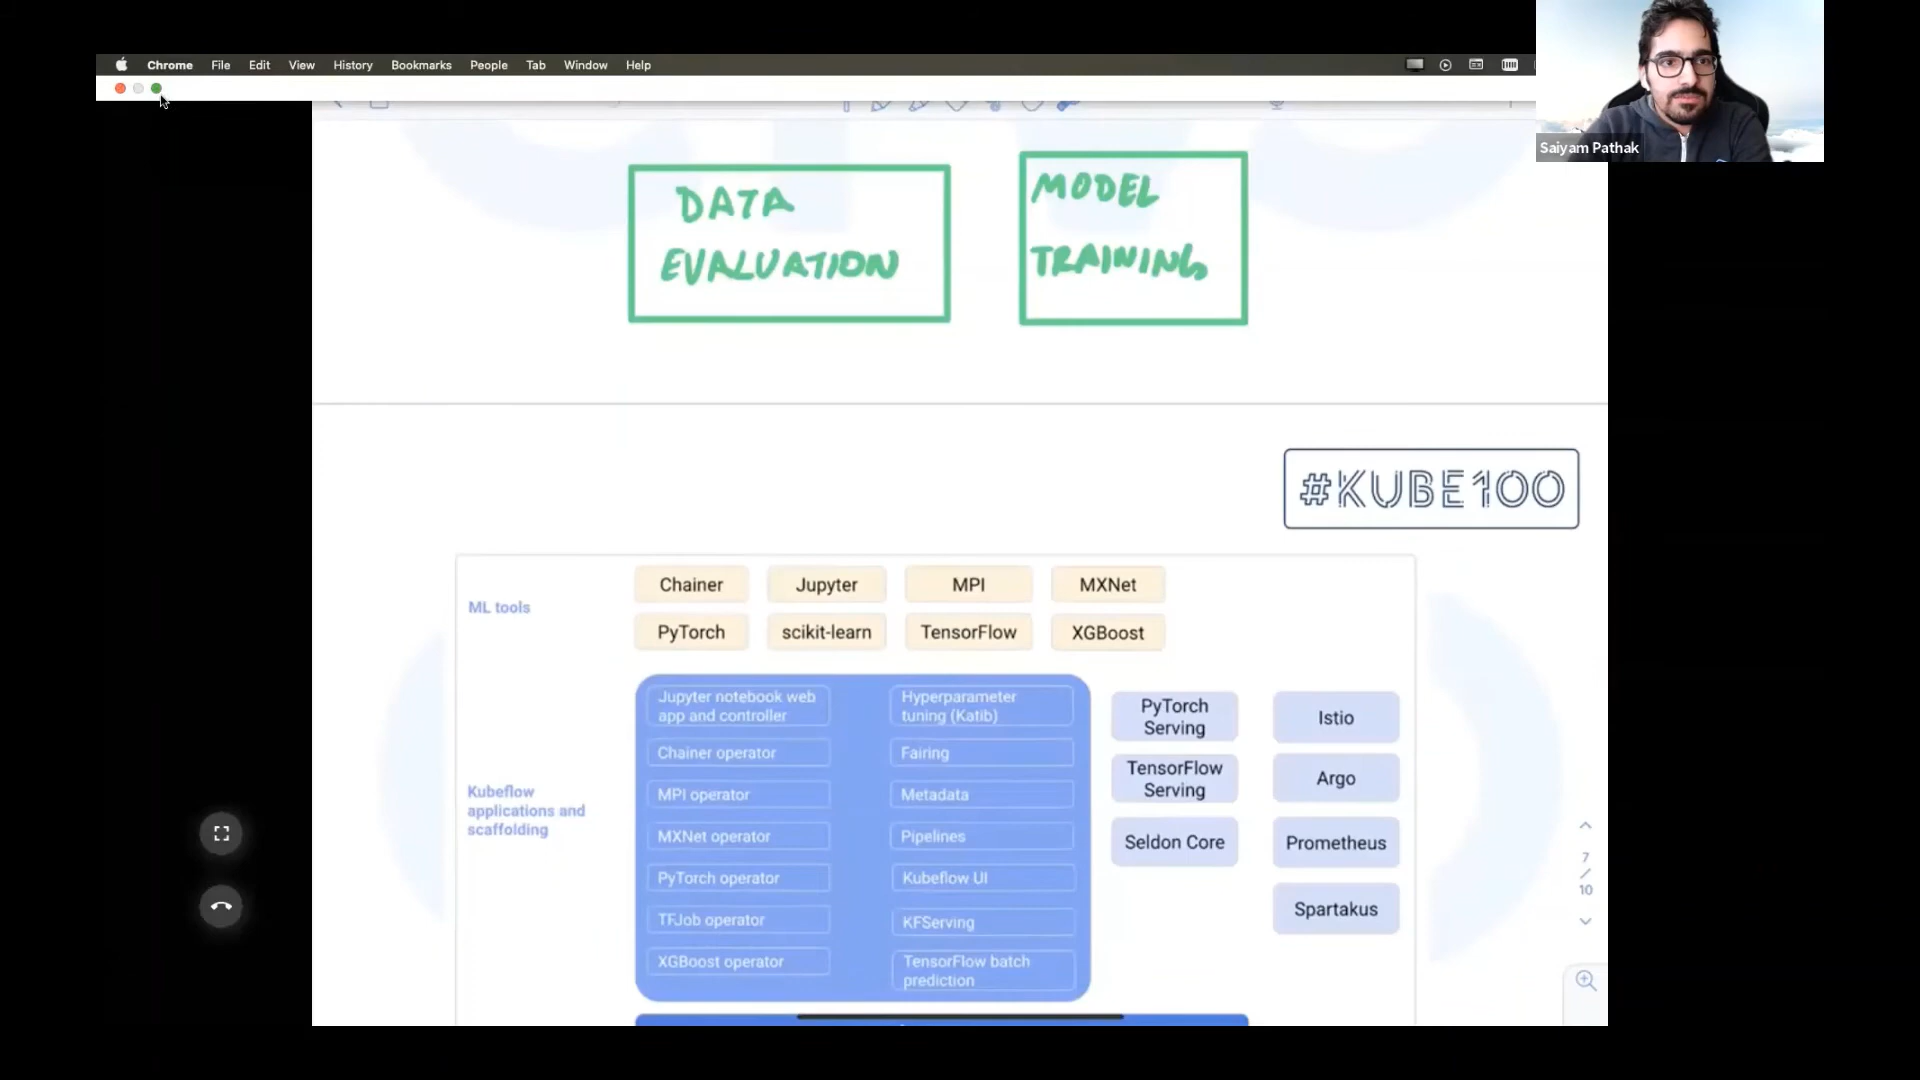 Chrome File Edit View History Bookmarks People Tab Window Help
Saiyam Pathak
DATA
EVALUATION
MODEL
TRAINING
#KUBE100
ML tools
Chainer
Jupyter
MPI
MXNet
PyTorch
scikit-learn
TensorFlow
XGBoost
Kubeflow
applications and
scaffolding
Jupyter notebook web
app and controller
Chainer operator
MPI operator
MXNet operator
PyTorch operator
TFJob operator
XGBoost operator
Hyperparameter
tuning (Katib)
Fairing
Metadata
Pipelines
Kubeflow UI
KFServing
TensorFlow batch
prediction
PyTorch
Serving
TensorFlow
Serving
Seldon Core
Istio
Argo
Prometheus
Spartakus
7
/
10